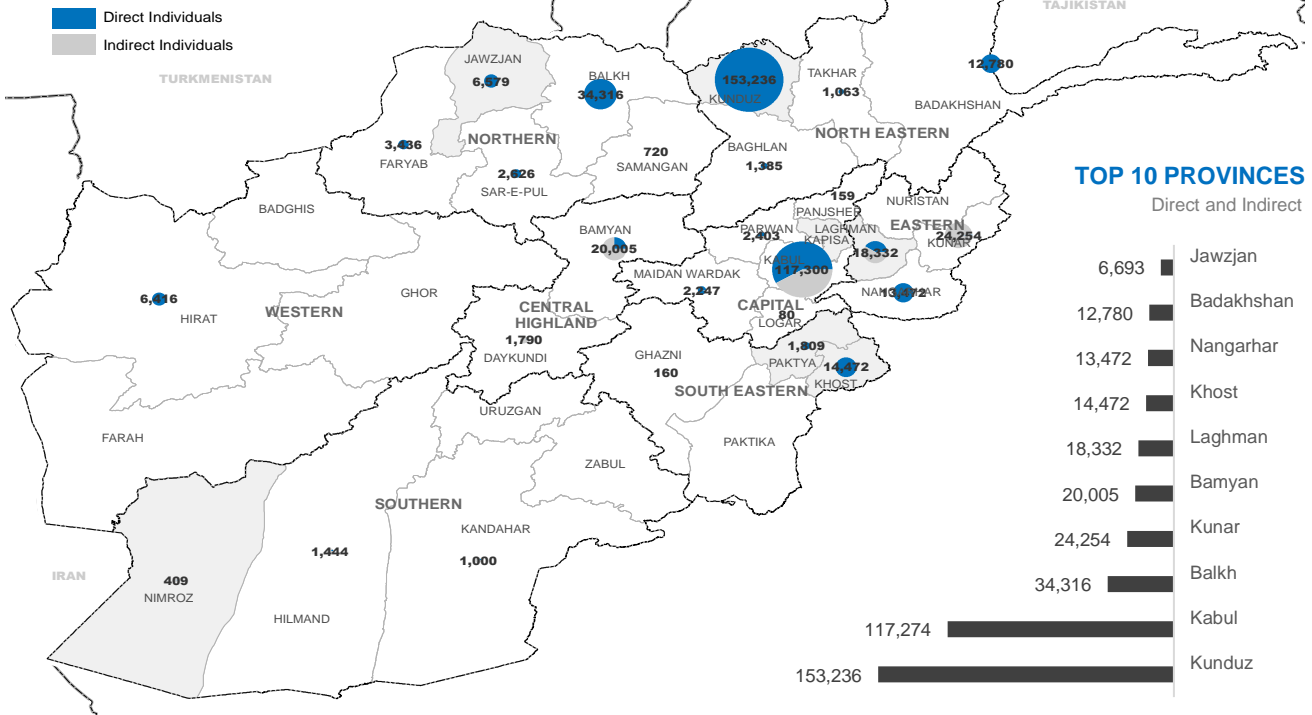 Direct Individuals
Indirect Individuals
TAJIKISTAN
TURKMENISTAN
JAWZJAN
6,579
BALKH
34,316
153,236
KUNDUZ
TAKHAR
1,063
12,780
BADAKHSHAN
NORTHERN
NORTH EASTERN
3,436
FARYAB
720
SAMANGAN
BAGHLAN
1,385
2,626
SAR-E-PUL
BADGHIS
159
PANJSHER
NURISTAN
EASTERN
24,254
KUNAR
BAMYAN
20,005
PARWAN
2,403
LAGHMAN
KAPISA
18,332
KABUL
117,300
MAIDAN WARDAK
2,247
NANGARHAR
13,472
6,416
HIRAT
WESTERN
GHOR
CENTRAL
HIGHLAND
1,790
DAYKUNDI
CAPITAL
80
LOGAR
GHAZNI
160
1,809
PAKTYA
14,472
KHOST
SOUTH EASTERN
URUZGAN
PAKTIKA
FARAH
ZABUL
SOUTHERN
KANDAHAR
1,000
1,444
HILMAND
IRAN
409
NIMROZ
TOP 10 PROVINCES
Direct and Indirect
6,693 Jawzjan
12,780 Badakhshan
13,472 Nangarhar
14,472 Khost
18,332 Laghman
20,005 Bamyan
24,254 Kunar
34,316 Balkh
117,274 Kabul
153,236 Kunduz